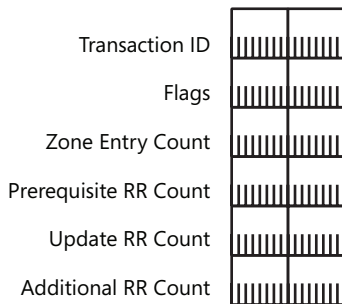 Transaction ID
Flags
Zone Entry Count
Prerequisite RR Count
Update RR Count
Additional RR Count